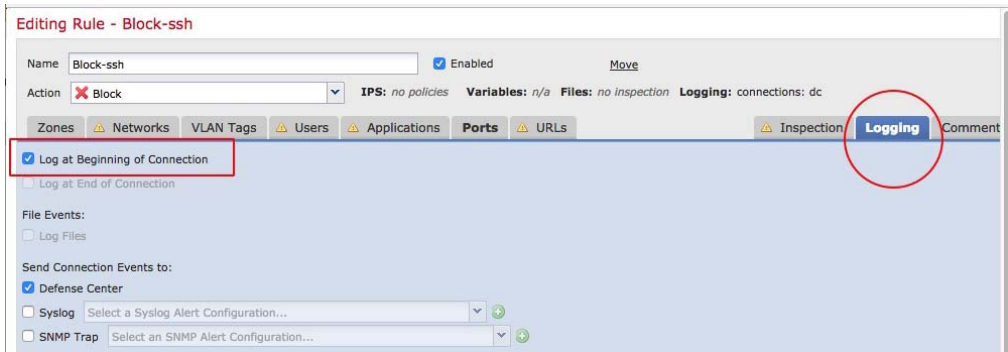 Editing Rule - Block-ssh
Name Block-ssh Enabled Move
Action Block IPS: no policies Variables: n/a Files: no inspection Logging: connections: dc
Zones Networks VLAN Tags Users Applications Ports URLs Inspection Logging Comment
Log at Beginning of Connection
Log at End of Connection
File Events:
Log Files
Send Connection Events to:
Defense Center
Syslog Select a Syslog Alert Configuration...
SNMP Trap Select an SNMP Alert Configuration...